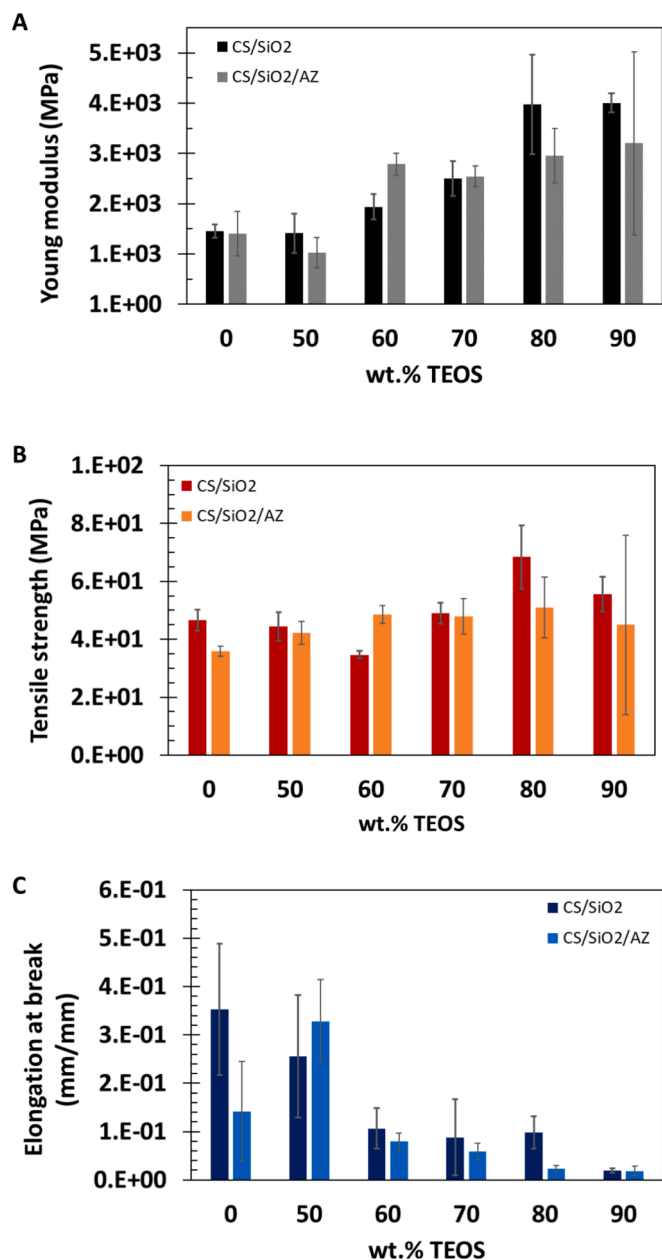 A
CS/SiO2
CS/SiO2/AZ
Young modulus (MPa)
5.E+03
4.E+03
3.E+03
2.E+03
1.E+03
1.E+00
0 50 60 70 80 90
wt.% TEOS
B
CS/SiO2
CS/SiO2/AZ
Tensile strength (MPa)
1.E+02
8.E+01
6.E+01
4.E+01
2.E+01
0.E+00
0 50 60 70 80 90
wt.% TEOS
C
CS/SiO2
CS/SiO2/AZ
Elongation at break
(mm/mm)
6.E-01
5.E-01
4.E-01
3.E-01
2.E-01
1.E-01
0.E+00
0 50 60 70 80 90
wt.% TEOS